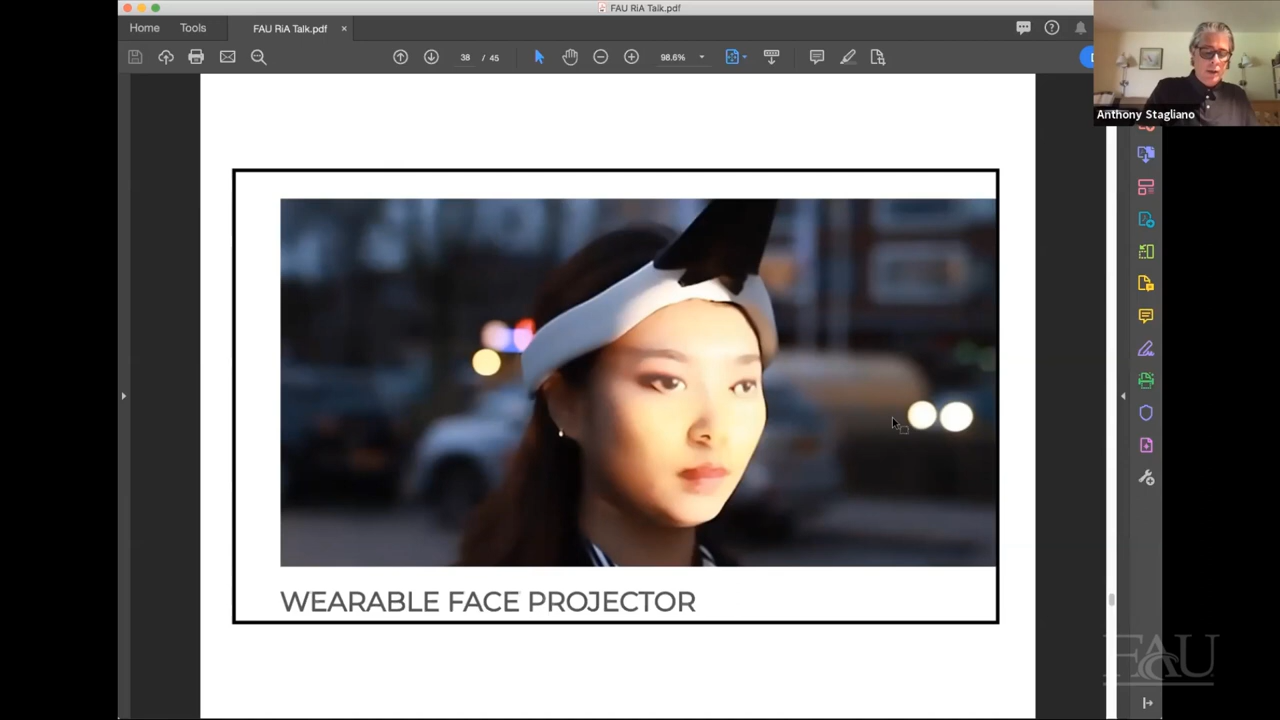 FAU RiA Talk.pdf
Home
Tools
FAU RiA Talk.pdf
38 / 45
98.6%
Anthony Stagliano
WEARABLE FACE PROJECTOR
FAU